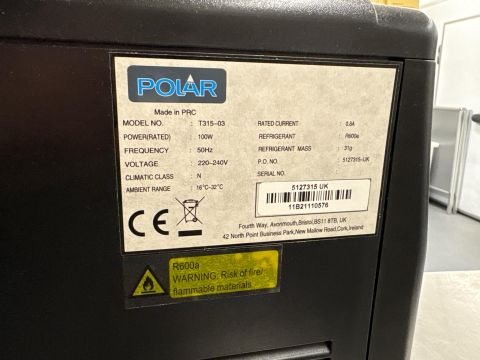 POLAR
Made in PRC
MODEL NO. : T315-03
POWER(RATED) : 100W
FREQUENCY : 50Hz
VOLTAGE : 220-240V
CLIMATIC CLASS : N
AMBIENT RANGE : 16°C-32°C
RATED CURRENT : 0.8A
REFRIGERANT : R600a
REFRIGERANT MASS : 31g
P.O. NO. : 5127315-UK
SERIAL NO. :
5127315 UK
11B21110576
CE
Fourth Way, Avonmouth,Bristol,BS11 8TB, UK
42 North Point Business Park,New Mallow Road,Cork,Ireland
R600a
WARNING: Risk of fire/
flammable materials